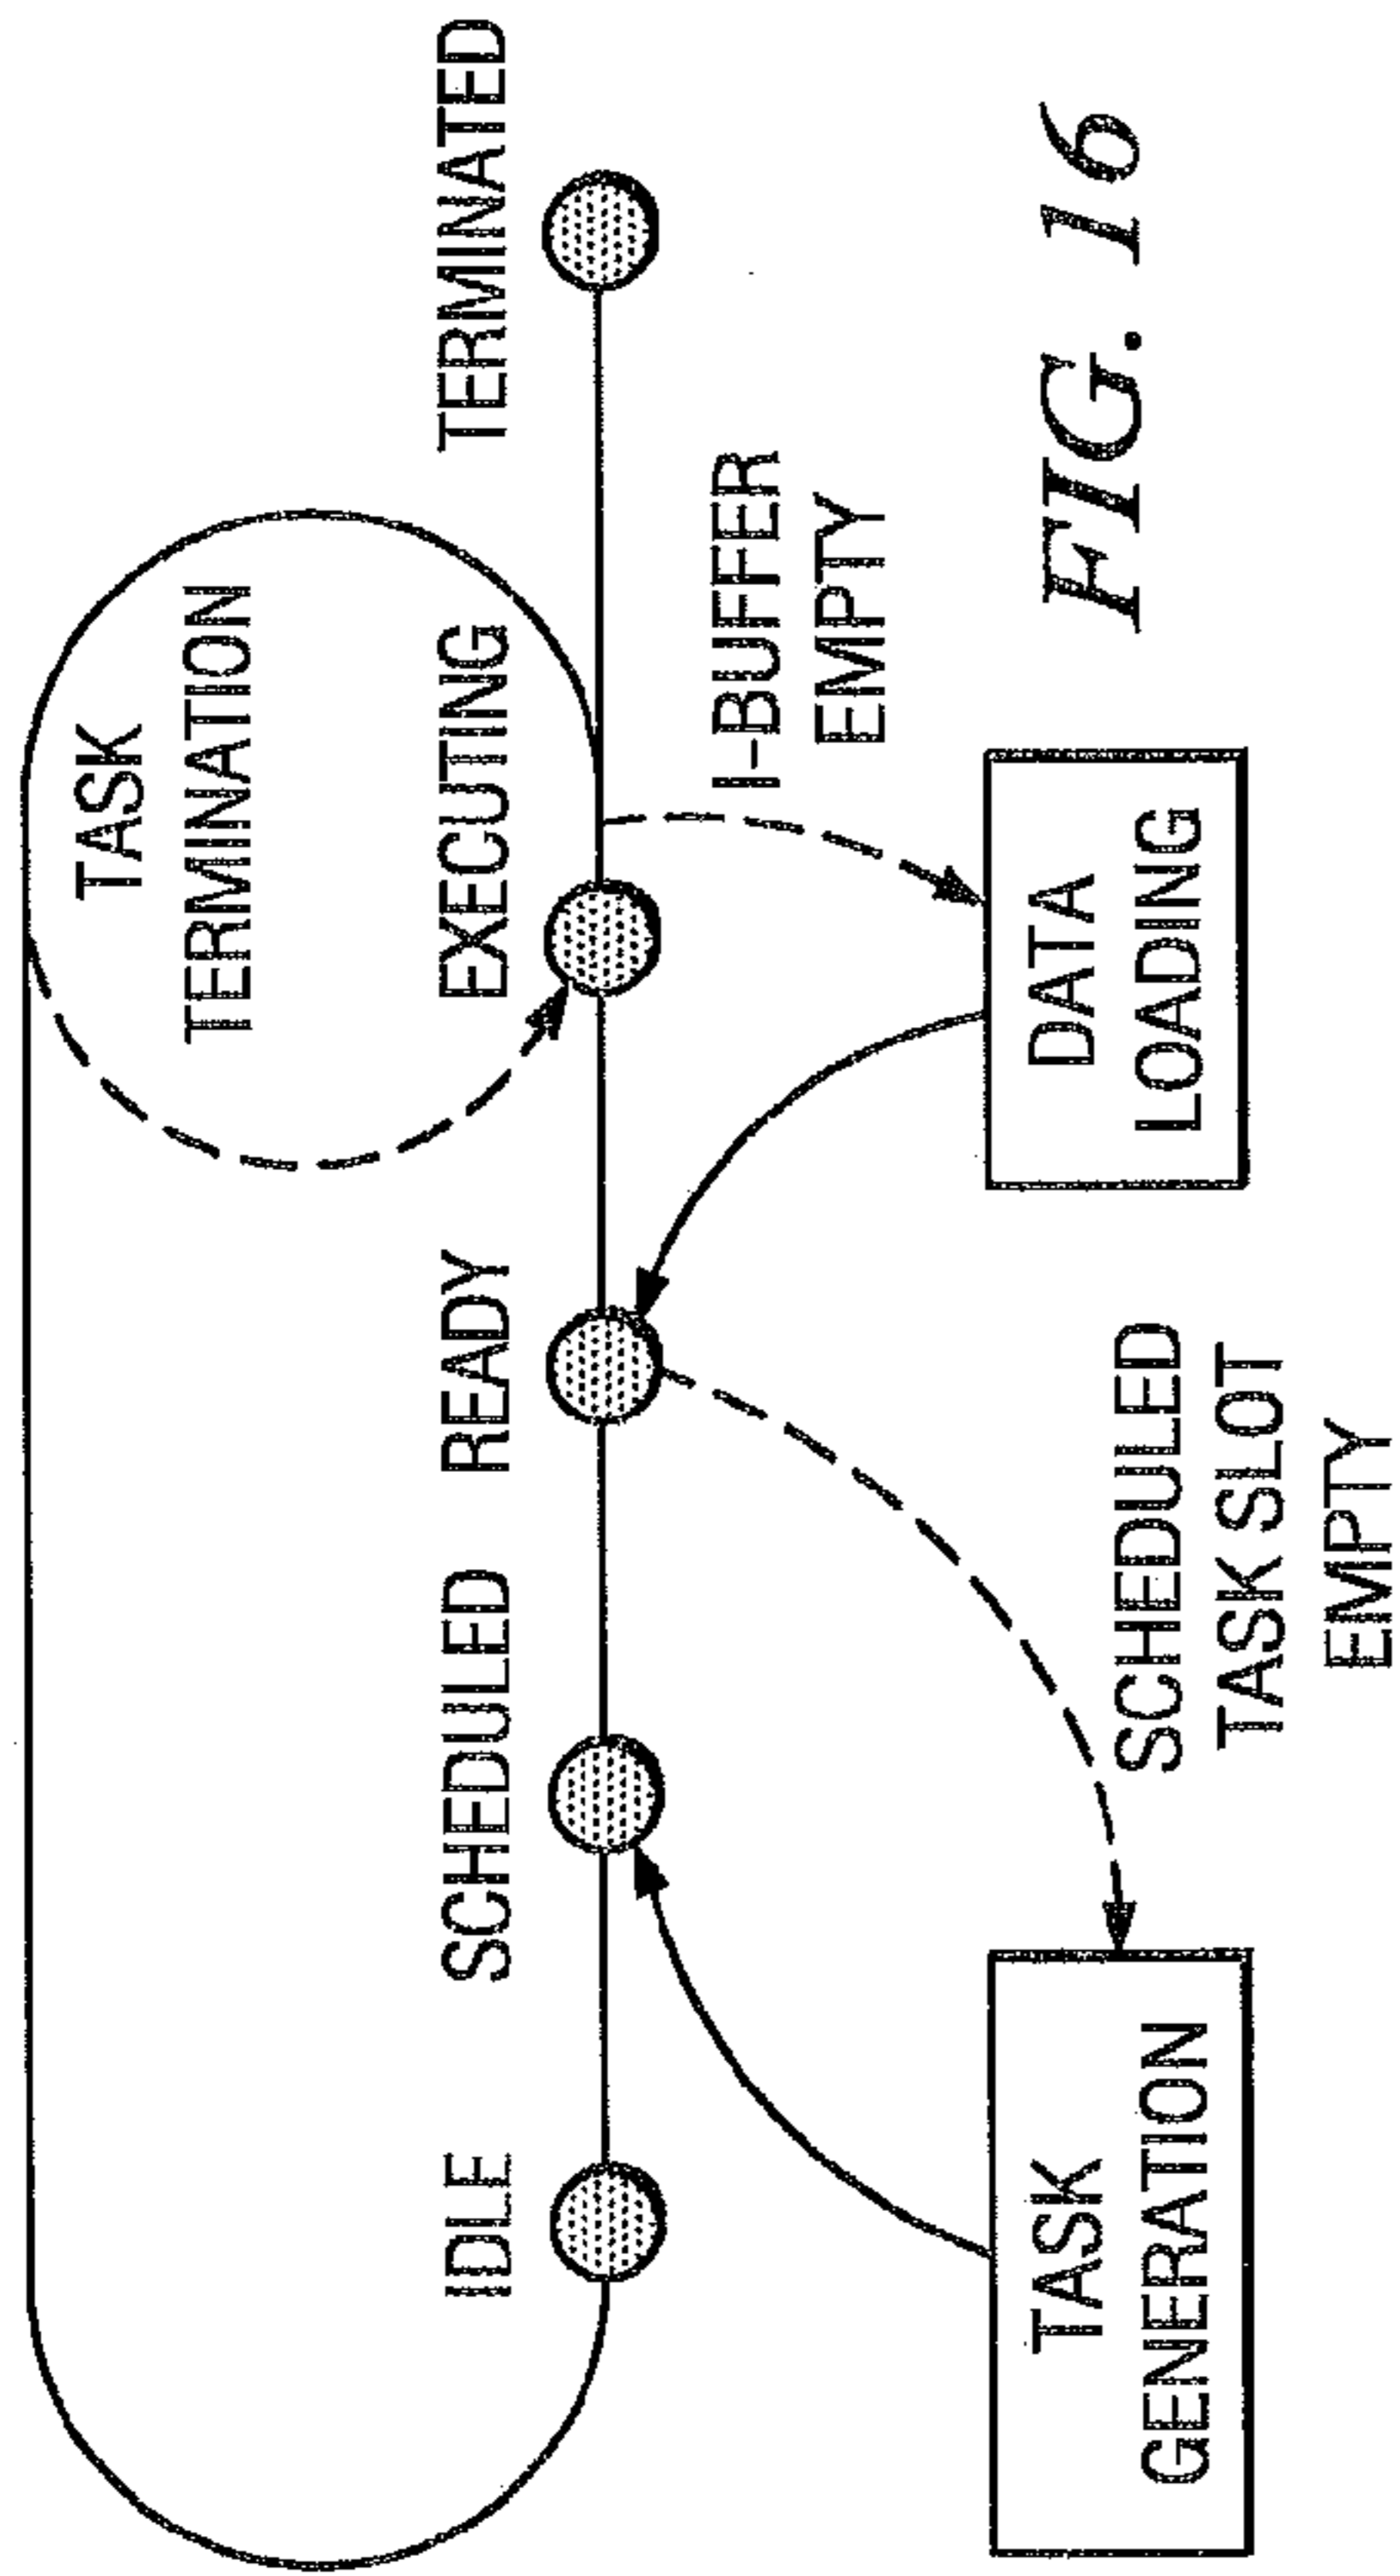 TASK
TERMINATION
IDLE
SCHEDULED
READY
EXECUTING
TERMINATED
I-BUFFER
EMPTY
TASK
GENERATION
DATA
LOADING
SCHEDULED
TASK SLOT
EMPTY
FIG. 16